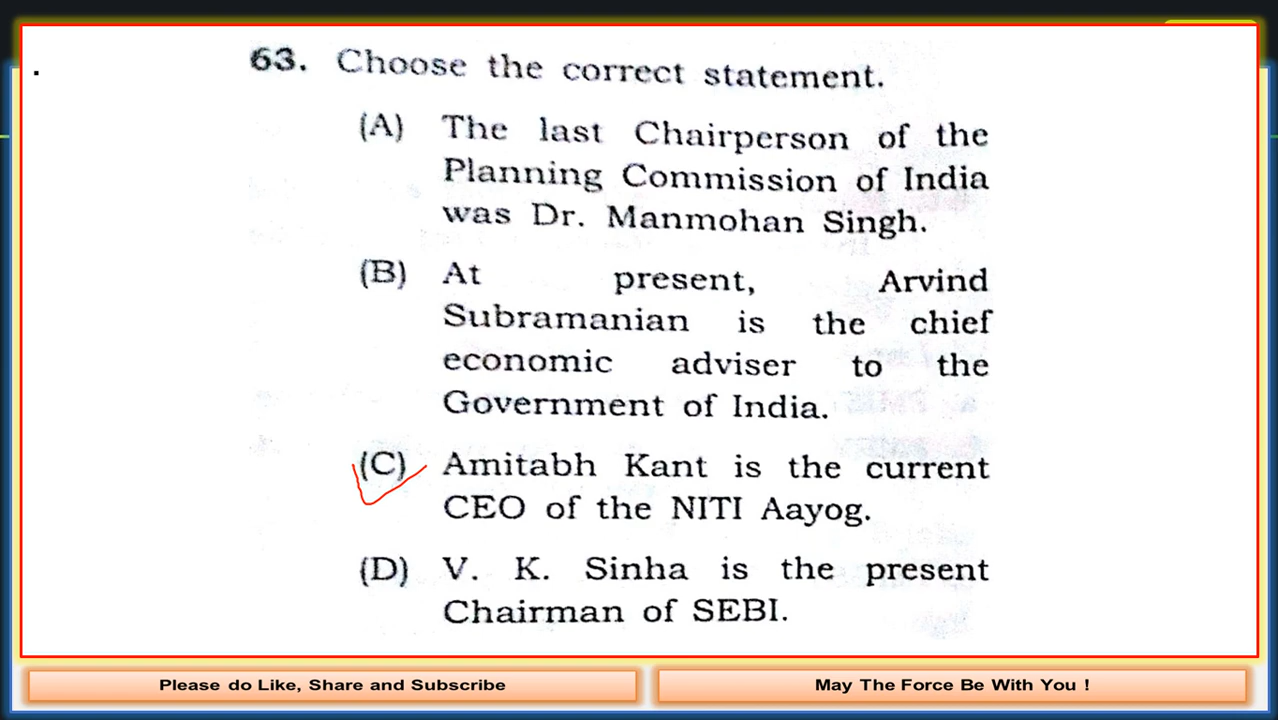 .
63. Choose the correct statement.
(A) The last Chairperson of the
Planning Commission of India
was Dr. Manmohan Singh.
(B) At present, Arvind
Subramanian is the chief
economic adviser to the
Government of India.
(C) Amitabh Kant is the current
CEO of the NITI Aayog.
(D) V. K. Sinha is the present
Chairman of SEBI.
Please do Like, Share and Subscribe
May The Force Be With You !